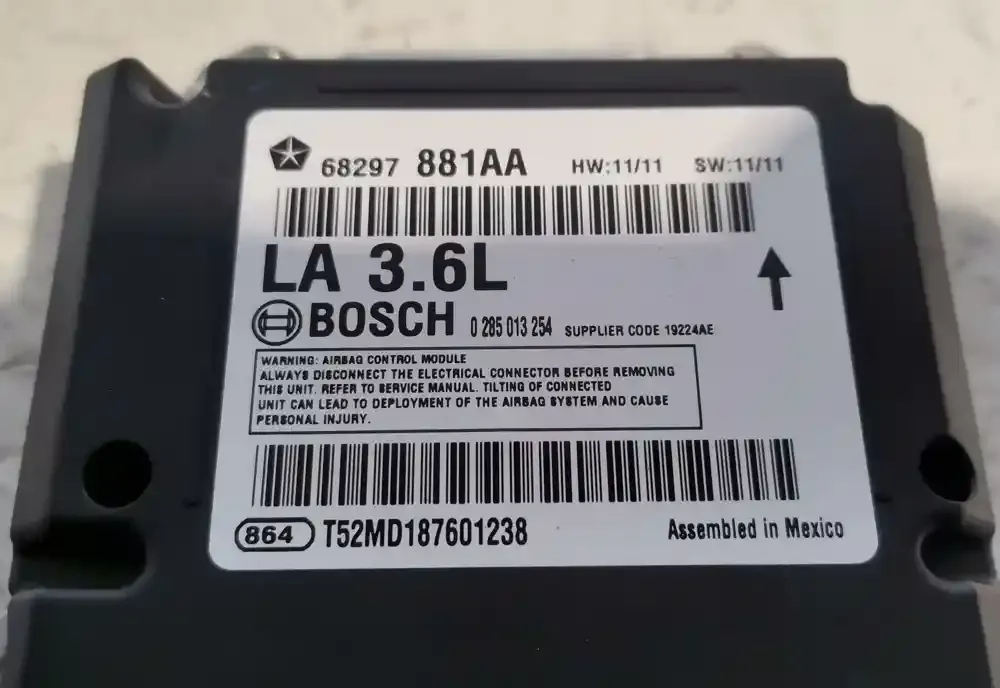 68297 881AA HW:11/11 SW:11/11
LA 3.6L
BOSCH 0 285 013 254 SUPPLIER CODE 19224AE
WARNING: AIRBAG CONTROL MODULE
ALWAYS DISCONNECT THE ELECTRICAL CONNECTOR BEFORE REMOVING
THIS UNIT. REFER TO SERVICE MANUAL. TILTING OF CONNECTED
UNIT CAN LEAD TO DEPLOYMENT OF THE AIRBAG SYSTEM AND CAUSE
PERSONAL INJURY.
864 T52MD187601238 Assembled in Mexico